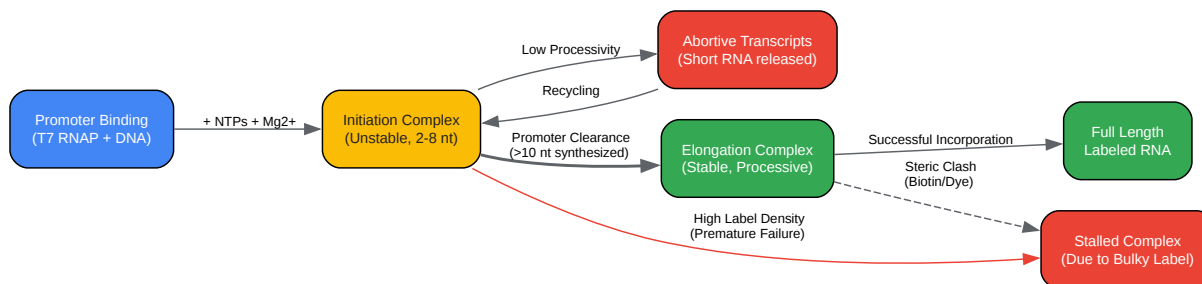 Promoter Binding
(T7 RNAP + DNA)
+ NTPs + Mg2+
Initiation Complex
(Unstable, 2-8 nt)
Low Processivity
Recycling
Abortive Transcripts
(Short RNA released)
Promoter Clearance
(>10 nt synthesized)
Elongation Complex
(Stable, Processive)
High Label Density
(Premature Failure)
Successful Incorporation
Steric Clash
(Biotin/Dye)
Full Length
Labeled RNA
Stalled Complex
(Due to Bulky Label)